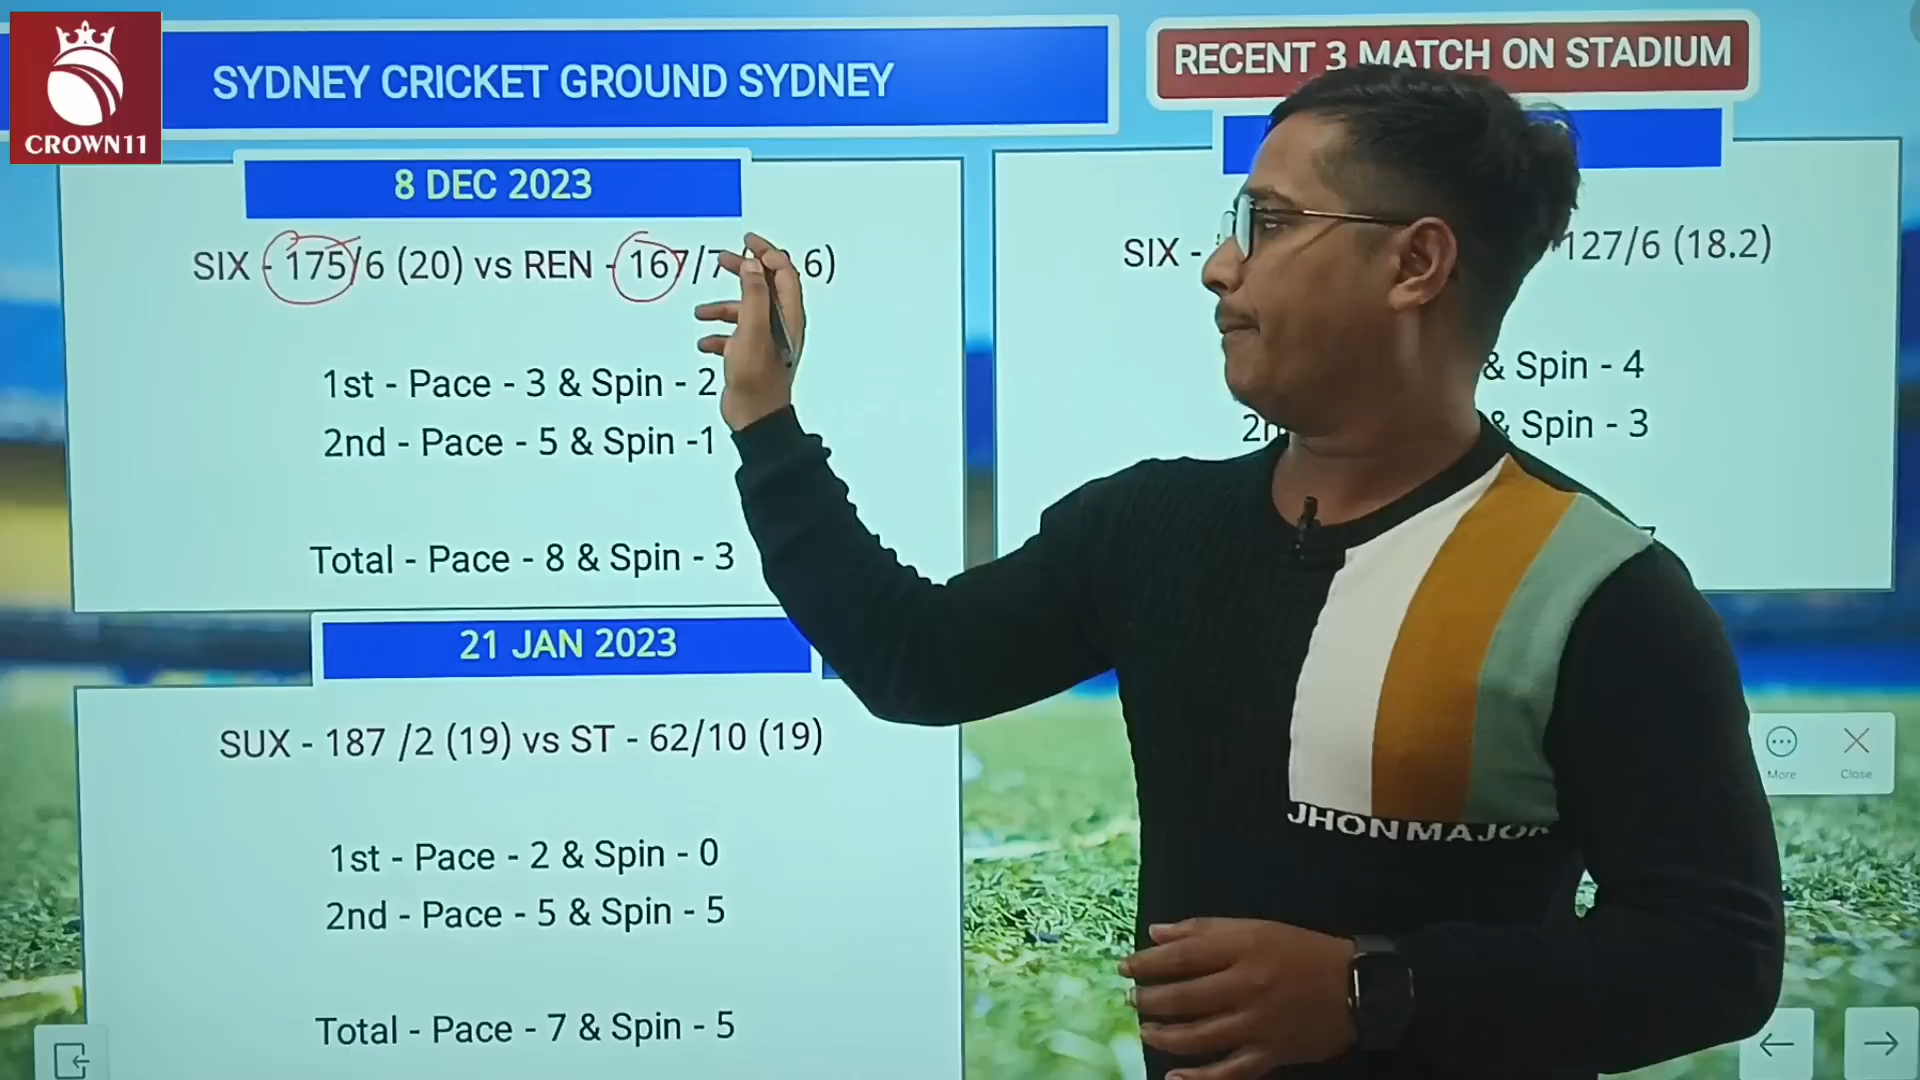 CROWN11
SYDNEY CRICKET GROUND SYDNEY
RECENT 3 MATCH ON STADIUM
8 DEC 2023
SIX - 175/6 (20) vs REN - 167/7 .6)
1st - Pace - 3 & Spin - 2
2nd - Pace - 5 & Spin -1
Total - Pace - 8 & Spin - 3
SIX - 127/6 (18.2)
& Spin - 4
& Spin - 3
21 JAN 2023
SUX - 187 /2 (19) vs ST - 62/10 (19)
1st - Pace - 2 & Spin - 0
2nd - Pace - 5 & Spin - 5
Total - Pace - 7 & Spin - 5
JHON MAJOR
More
Close